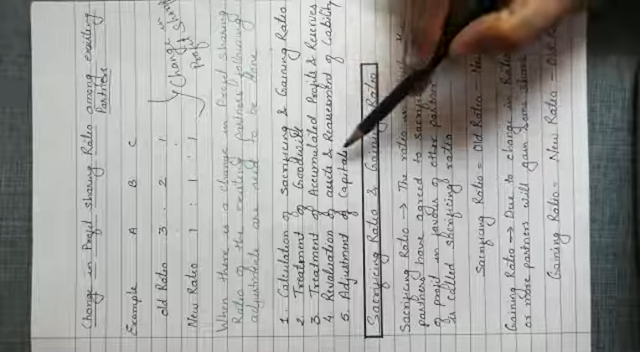 Change in Profit Sharing Ratio among existing
Partners
Example A B C
old Ratio 3 : 2 : 1
New Ratio 1 : 1 : 1
Change in
Profit Sharing
When there is a change in Profit sharing
Ratio of the existing Partners following
adjustments are need to be done
1. Calculation of Sacrificing & Gaining Ratio
2. Treatment of Goodwill
3 Treatment of Accumulated Profits & Reserves
4 Revaluation of assets & Reassessment of Liability
5. Adjustment of Capitals
Sacrificing Ratio & Gaining Ratio
Sacrificing Ratio → The ratio
partners have agreed to sacrifice
of profit in favour of other partner
is called sacrificing ratio
Sacrificing Ratio = Old Ratio - New
Gaining Ratio → Due to change in Ratio
or more partners will gain some share
Gaining Ratio = New Ratio - Old